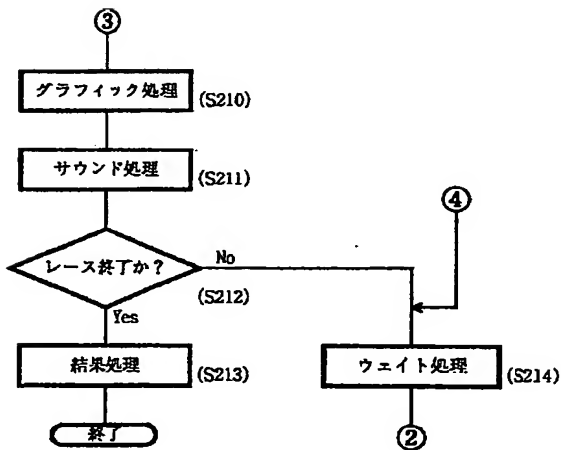 ③
グラフィック処理
(S210)
サウンド処理
(S211)
④
レース終了か？
No
(S212)
Yes
結果処理
(S213)
ウェイト処理
(S214)
終了
②